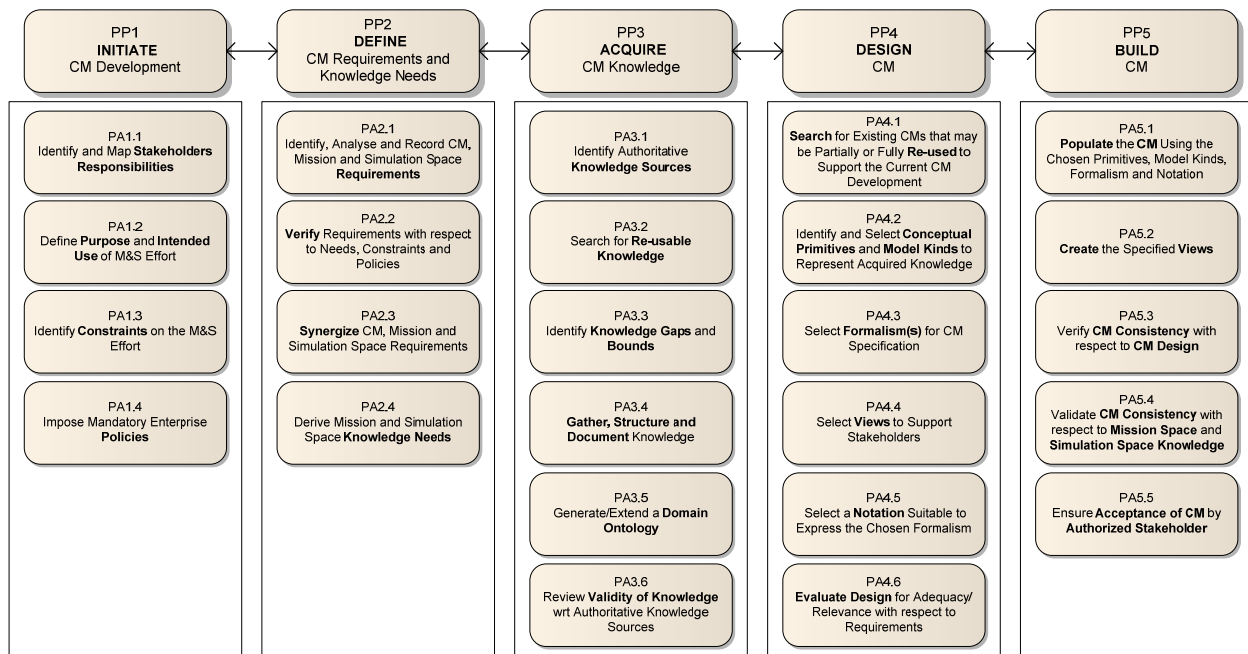 PP1
INITIATE
CM Development
PP2
DEFINE
CM Requirements and
Knowledge Needs
PP3
ACQUIRE
CM Knowledge
PP4
DESIGN
CM
PP5
BUILD
CM
PA1.1
Identify and Map Stakeholders
Responsibilities
PA1.2
Define Purpose and Intended
Use of M&S Effort
PA1.3
Identify Constraints on the M&S
Effort
PA1.4
Impose Mandatory Enterprise
Policies
PA2.1
Identify, Analyse and Record CM,
Mission and Simulation Space
Requirements
PA2.2
Verify Requirements with respect
to Needs, Constraints and
Policies
PA2.3
Synergize CM, Mission and
Simulation Space Requirements
PA2.4
Derive Mission and Simulation
Space Knowledge Needs
PA3.1
Identify Authoritative
Knowledge Sources
PA3.2
Search for Re-usable
Knowledge
PA3.3
Identify Knowledge Gaps and
Bounds
PA3.4
Gather, Structure and
Document Knowledge
PA3.5
Generate/Extend a Domain
Ontology
PA3.6
Review Validity of Knowledge
wrt Authoritative Knowledge
Sources
PA4.1
Search for Existing CMs that may
be Partially or Fully Re-used to
Support the Current CM
Development
PA4.2
Identify and Select Conceptual
Primitives and Model Kinds to
Represent Acquired Knowledge
PA4.3
Select Formalism(s) for CM
Specification
PA4.4
Select Views to Support
Stakeholders
PA4.5
Select a Notation Suitable to
Express the Chosen Formalism
PA4.6
Evaluate Design for Adequacy/
Relevance with respect to
Requirements
PA5.1
Populate the CM Using the
Chosen Primitives, Model Kinds,
Formalism and Notation
PA5.2
Create the Specified Views
PA5.3
Verify CM Consistency with
respect to CM Design
PA5.4
Validate CM Consistency with
respect to Mission Space and
Simulation Space Knowledge
PA5.5
Ensure Acceptance of CM by
Authorized Stakeholder